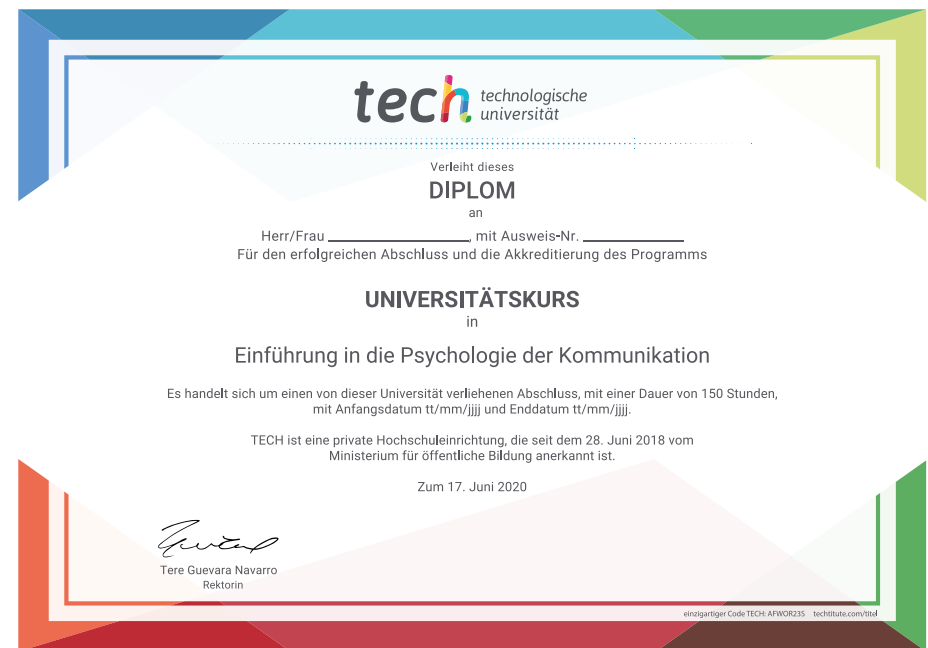 tech technologische
universität
Verleiht dieses
DIPLOM
an
Herr/Frau ____________________, mit Ausweis-Nr. ______________
Für den erfolgreichen Abschluss und die Akkreditierung des Programms
UNIVERSITÄTSKURS
in
Einführung in die Psychologie der Kommunikation
Es handelt sich um einen von dieser Universität verliehenen Abschluss, mit einer Dauer von 150 Stunden,
mit Anfangsdatum tt/mm/jjjj und Enddatum tt/mm/jjjj.
TECH ist eine private Hochschuleinrichtung, die seit dem 28. Juni 2018 vom
Ministerium für öffentliche Bildung anerkannt ist.
Zum 17. Juni 2020
Tere Guevara Navarro
Rektorin
einzigartiger Code TECH: AFWOR23S techtitute.com/titel